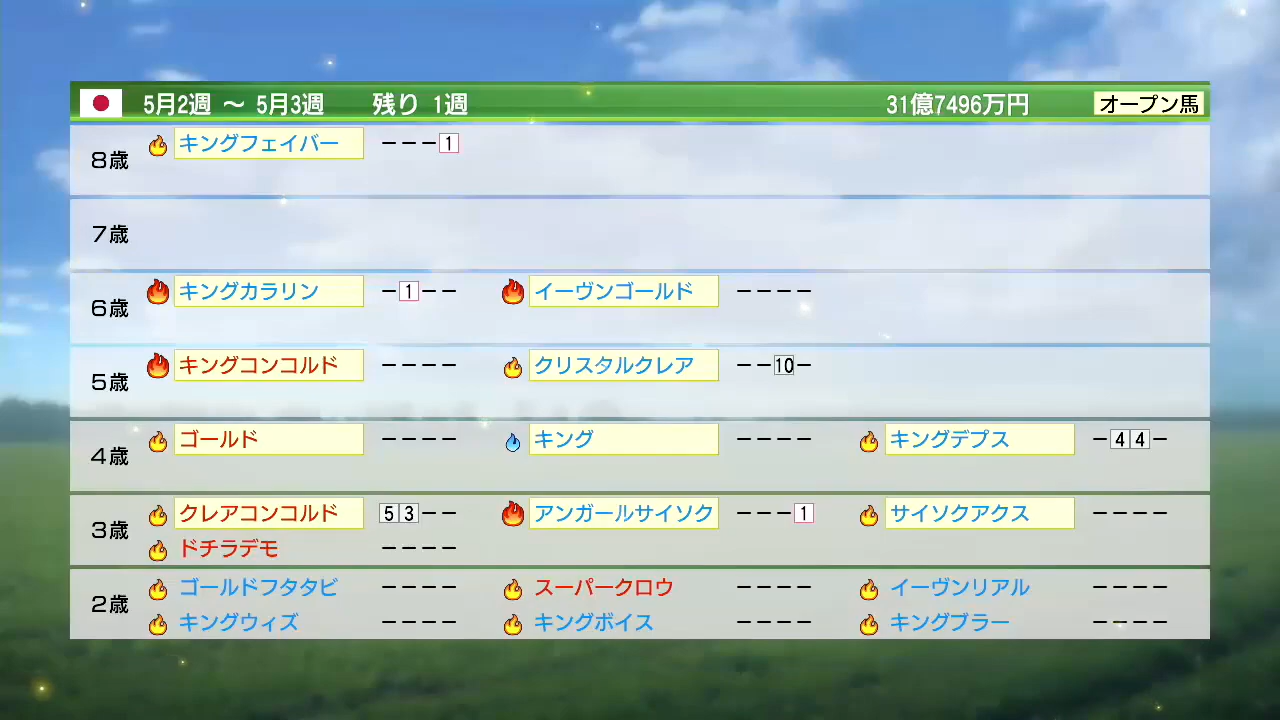 5月2週 ～ 5月3週 残り 1週 31億7496万円 オープン馬
8歳 キングフェイバー ---1
7歳
6歳 キングカラリン -1-- イーヴンゴールド ----
5歳 キングコンコルド ---- クリスタルクレア --10-
4歳 ゴールド ---- キング ---- キングデプス -44-
3歳 クレアコンコルド 53-- アンガールサイソク ---1 サイソクアクス ----
ドチラデモ ----
2歳 ゴールドフタタビ ---- スーパークロウ ---- イーヴンリアル ----
キングウィズ ---- キングボイス ---- キングブラー ----